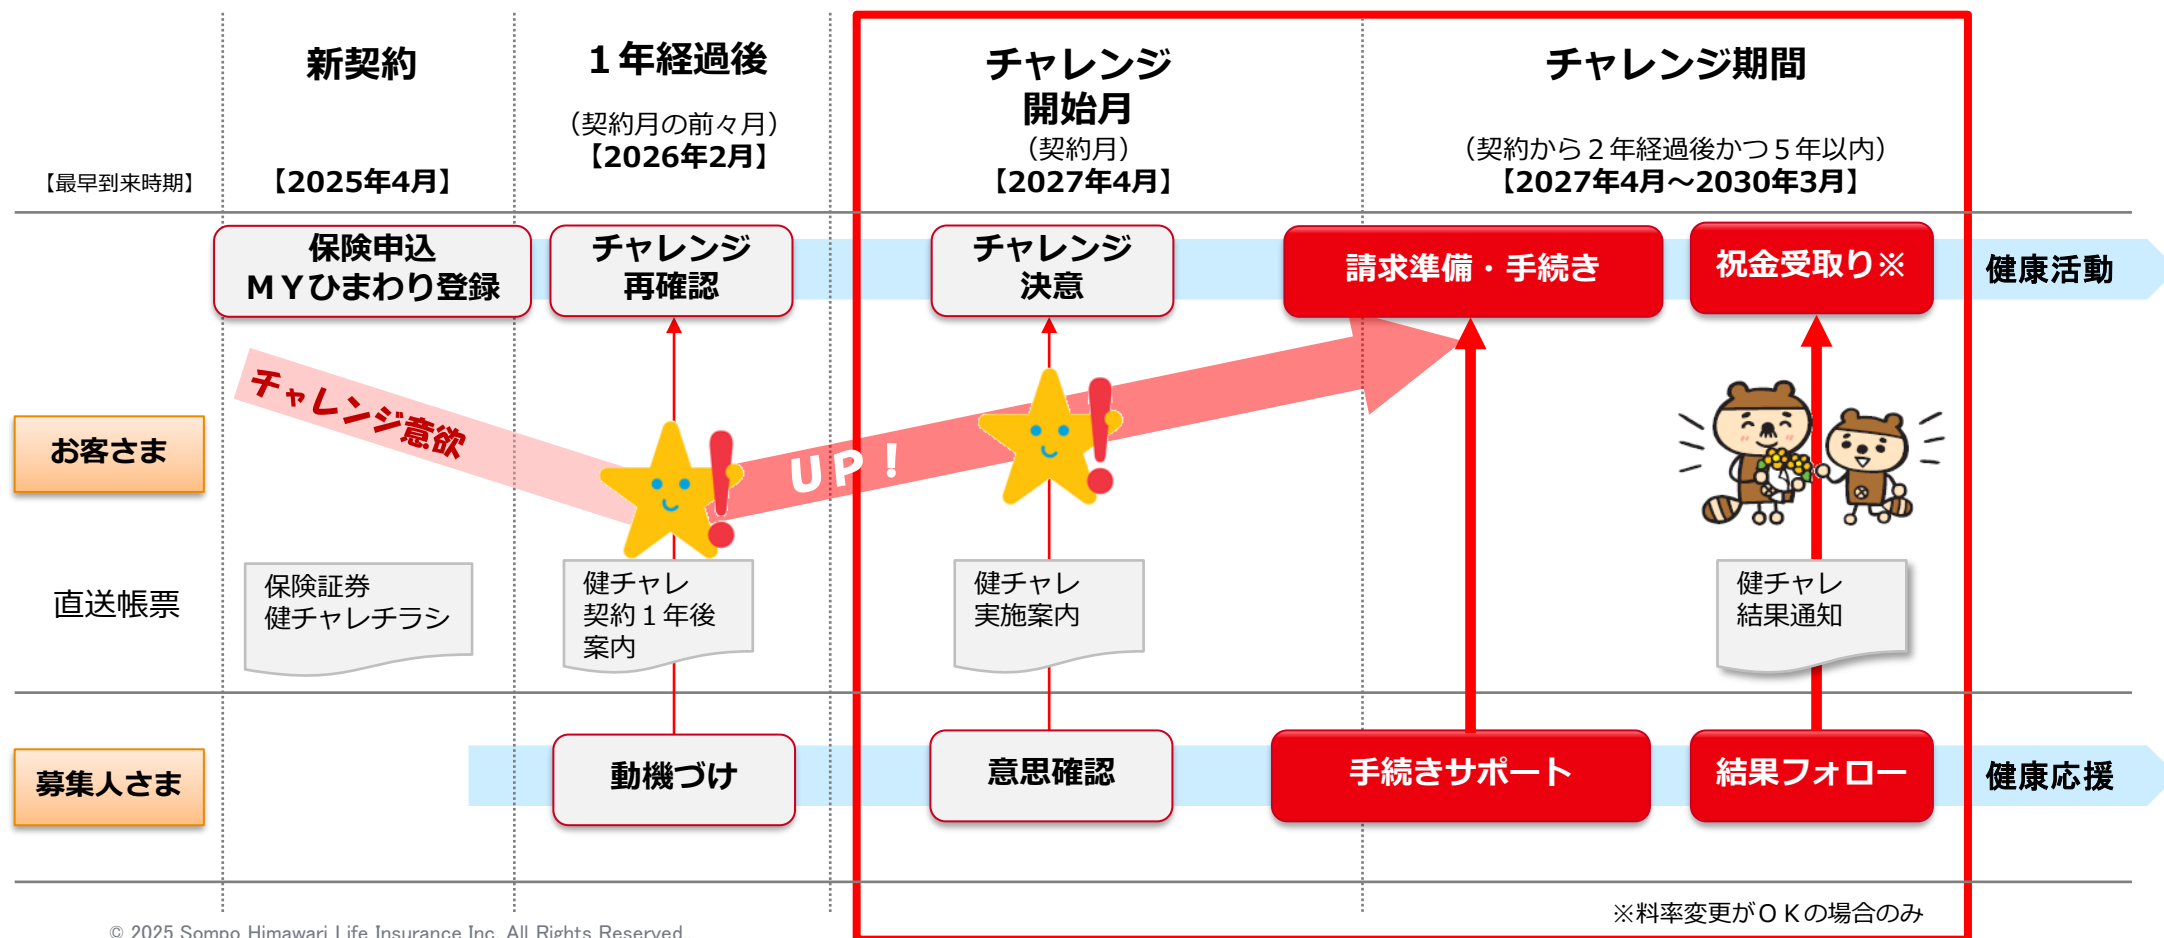 新契約
１年経過後
チャレンジ
開始月
チャレンジ期間
（契約月の前々月）
（契約月）
（契約から２年経過後かつ５年以内）
【最早到来時期】
【2025年4月】
【2026年2月】
【2027年4月】
【2027年4月～2030年3月】
保険申込
ＭＹひまわり登録
チャレンジ
再確認
チャレンジ
決意
請求準備・手続き
祝金受取り※
健康活動
チャレンジ意欲
ＵＰ！
お客さま
直送帳票
保険証券
健チャレチラシ
健チャレ
契約１年後
案内
健チャレ
実施案内
健チャレ
結果通知
募集人さま
動機づけ
意思確認
手続きサポート
結果フォロー
健康応援
※料率変更がＯＫの場合のみ
© 2025 Sompo Himawari Life Insurance Inc. All Rights Reserved.